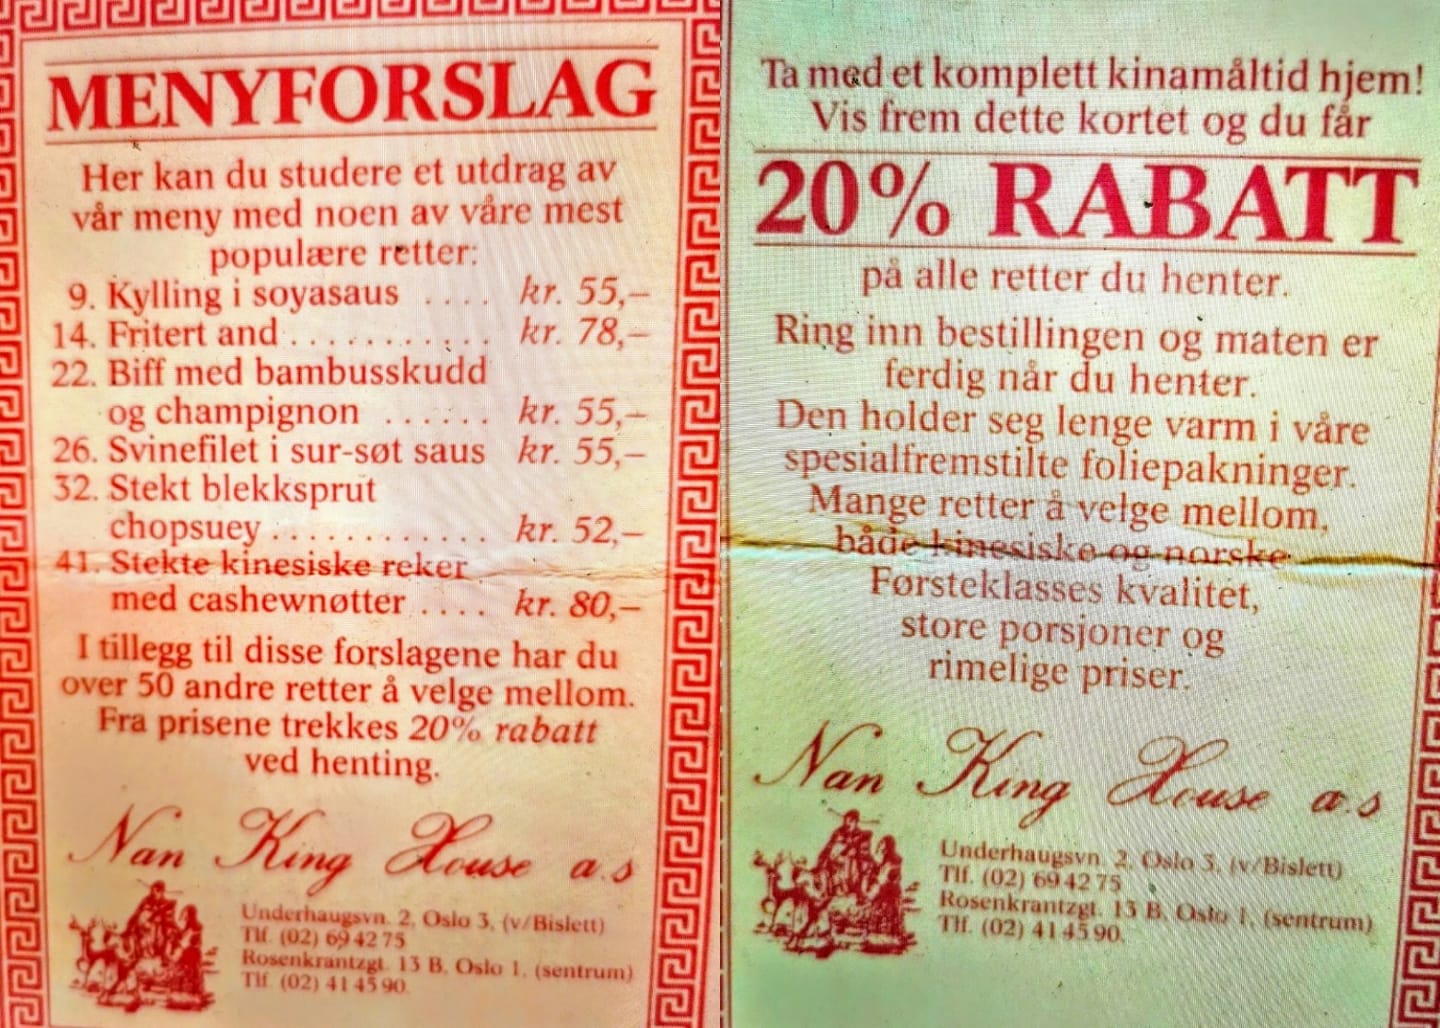 MENYFORSLAG
Her kan du studere et utdrag av
vår meny med noen av våre mest
populære retter:
9. Kylling i soyasaus .... kr. 55,–
14. Fritert and ........... kr. 78,–
22. Biff med bambusskudd
og champignon ...... kr. 55,–
26. Svinefilet i sur-søt saus kr. 55,–
32. Stekt blekksprut
chopsuey ............ kr. 52,–
41. Stekte kinesiske reker
med cashewnøtter .... kr. 80,–
I tillegg til disse forslagene har du
over 50 andre retter å velge mellom.
Fra prisene trekkes 20% rabatt
ved henting.
Nan King House a.s
Underhaugsvn. 2, Oslo 3, (v/Bislett)
Tlf. (02) 69 42 75
Rosenkrantzgt. 13 B, Oslo 1, (sentrum)
Tlf. (02) 41 45 90.
Ta med et komplett kinamåltid hjem!
Vis frem dette kortet og du får
20% RABATT
på alle retter du henter.
Ring inn bestillingen og maten er
ferdig når du henter.
Den holder seg lenge varm i våre
spesialfremstilte foliepakninger.
Mange retter å velge mellom,
både kinesiske og norske
Førsteklasses kvalitet,
store porsjoner og
rimelige priser.
Nan King House a.s
Underhaugsvn. 2, Oslo 3, (v/Bislett)
Tlf. (02) 69 42 75
Rosenkrantzgt. 13 B, Oslo 1, (sentrum)
Tlf. (02) 41 45 90.